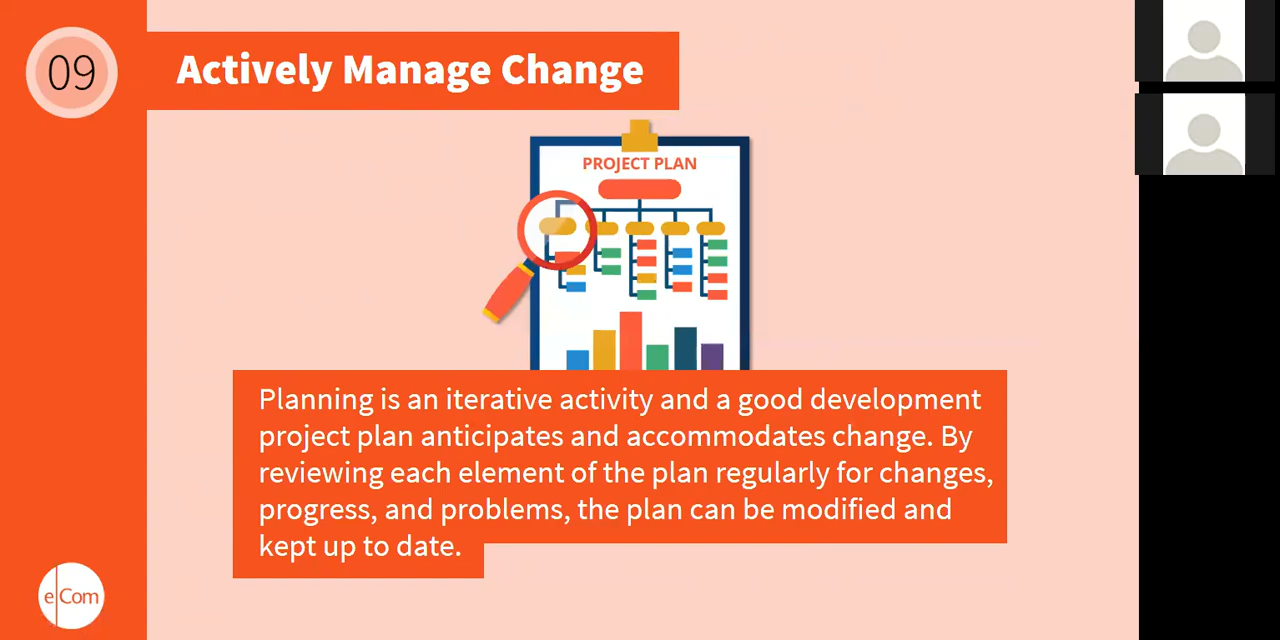 09
Actively Manage Change
PROJECT PLAN
Planning is an iterative activity and a good development
project plan anticipates and accommodates change. By
reviewing each element of the plan regularly for changes,
progress, and problems, the plan can be modified and
kept up to date.
e Com